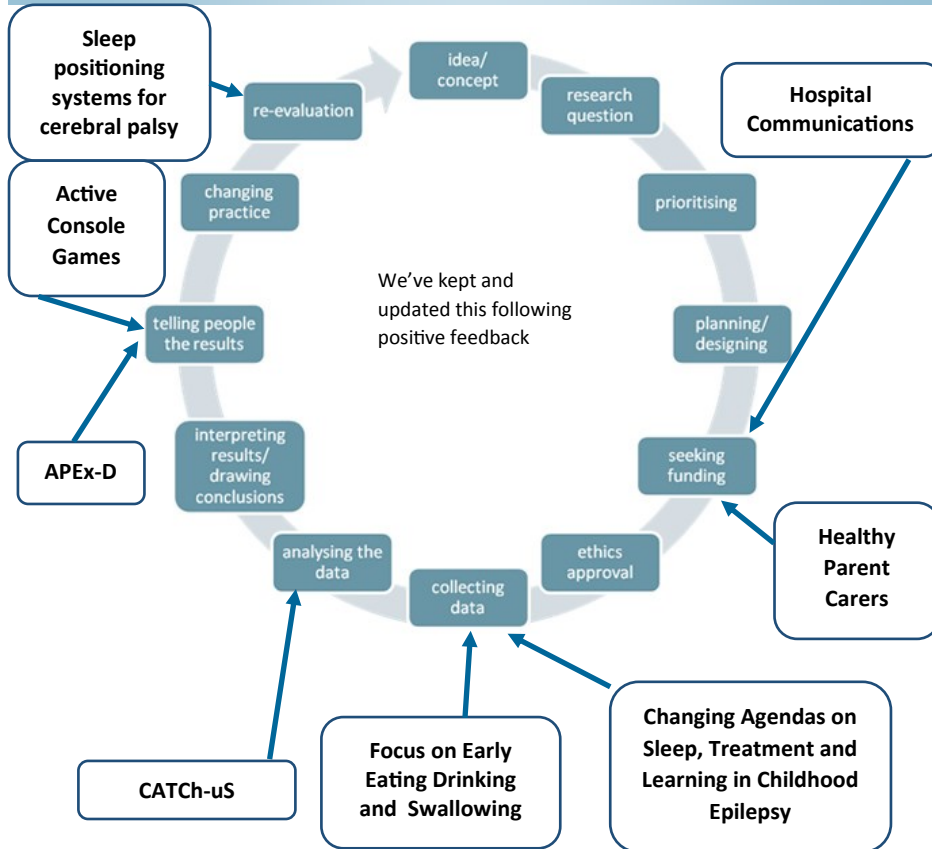 Sleep
positioning
systems for
cerebral palsy
Active
Console
Games
APEx-D
CATCh-uS
Focus on Early
Eating Drinking
and Swallowing
Changing Agendas on
Sleep, Treatment and
Learning in Childhood
Epilepsy
Healthy
Parent
Carers
Hospital
Communications
idea/
concept
research
question
prioritising
planning/
designing
seeking
funding
ethics
approval
collecting
data
analysing the
data
interpreting
results/
drawing
conclusions
telling people
the results
changing
practice
re-evaluation
We've kept and
updated this following
positive feedback